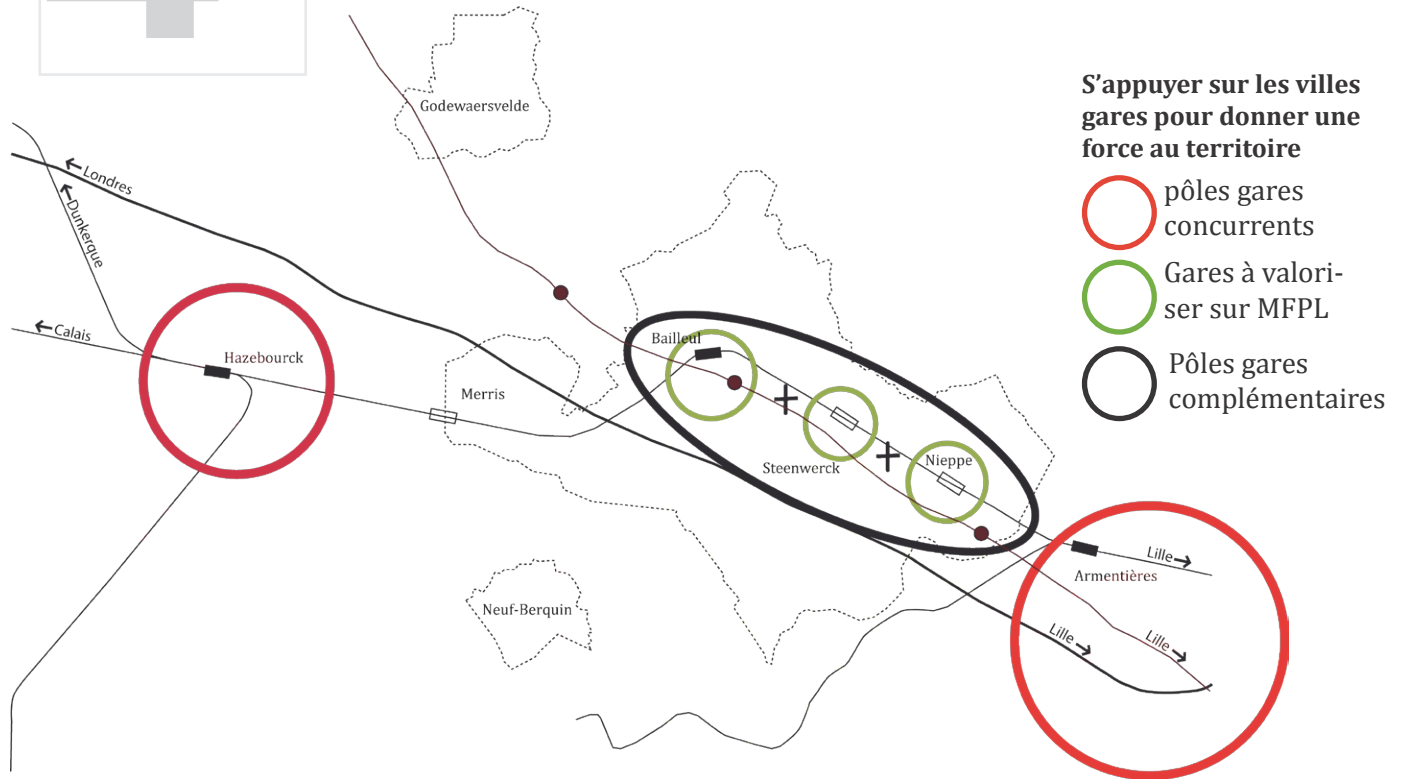 S'appuyer sur les villes
gares pour donner une
force au territoire
pôles gares
concurrents
Gares à valori-
ser sur MFPL
Pôles gares
complémentaires
Godewaersvelde
Londres
Dunkerque
Calais
Hazebourck
Merris
Bailleul
Steenwerck
Nieppe
Neuf-Berquin
Armentières
Lille
Lille
Lille